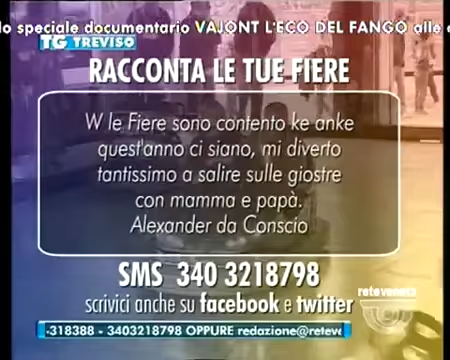 lo speciale documentario VAJONT L'ECO DEL FANGO alle
TG TREVISO
RACCONTA LE TUE FIERE
W le Fiere sono contento ke anke
quest'anno ci siano, mi diverto
tantissimo a salire sulle giostre
con mamma e papà.
Alexander da Conscio
SMS 340 3218798
scrivici anche su facebook e twitter
reteveneta
-318388 - 3403218798 OPPURE redazione@retev